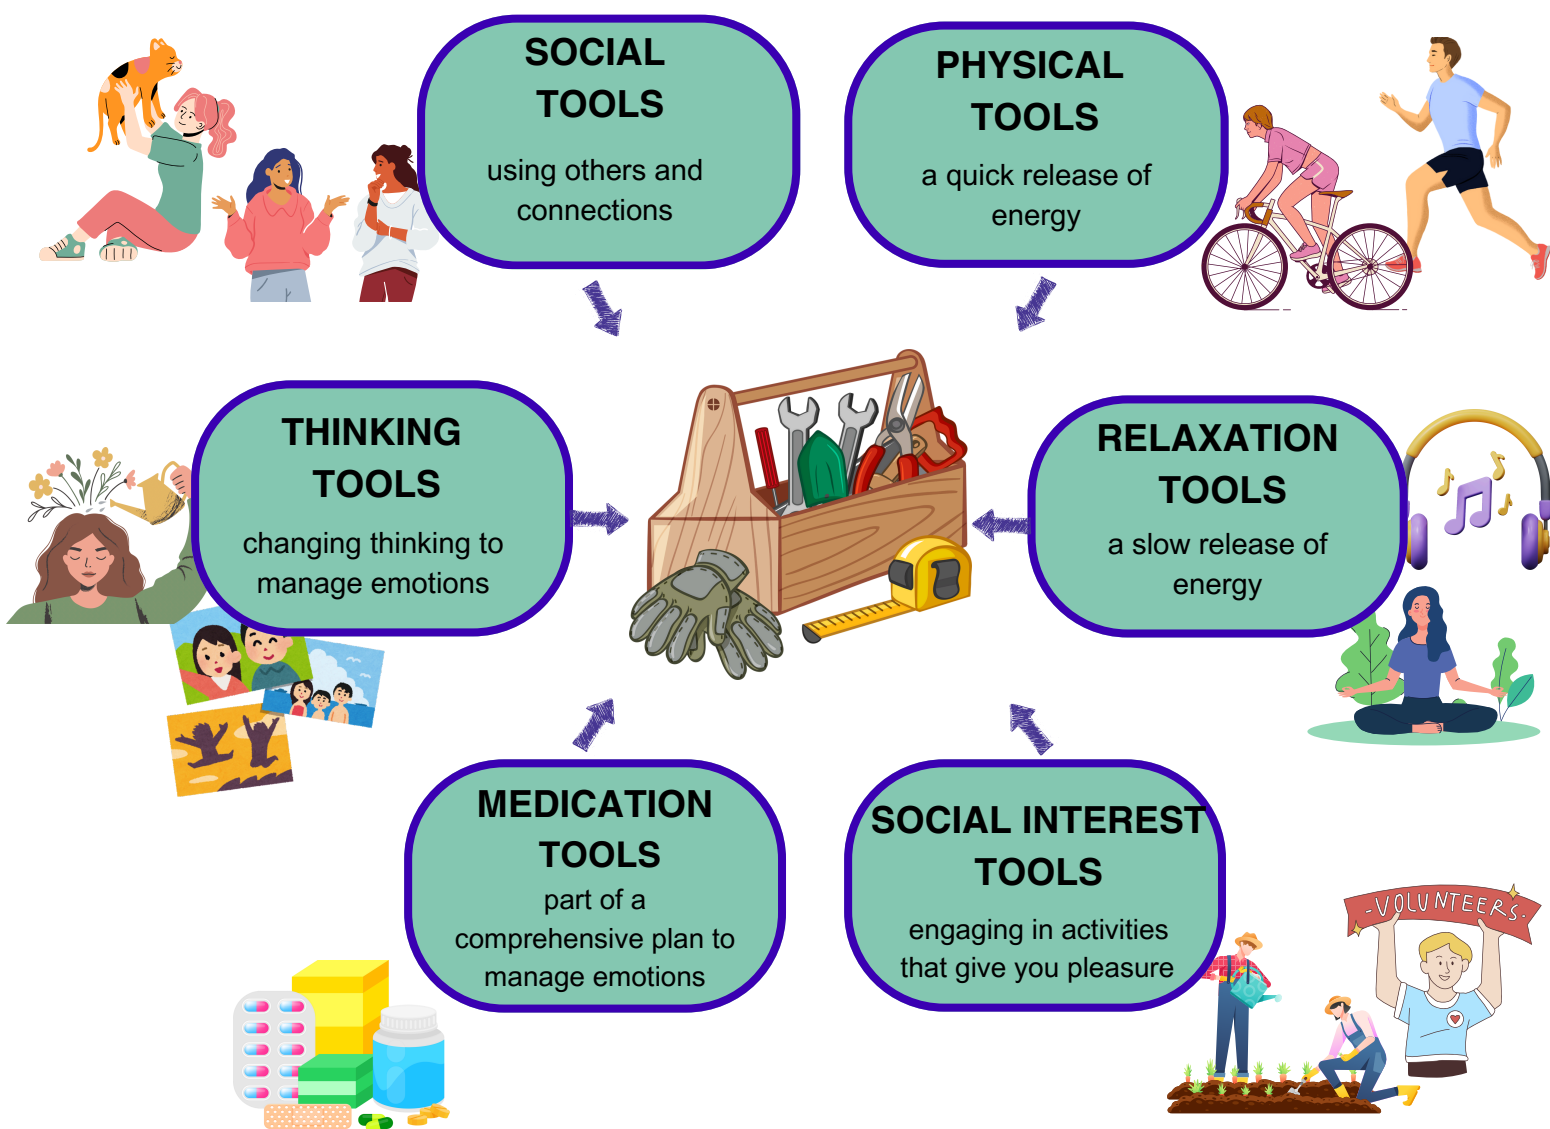 SOCIAL
TOOLS
using others and
connections
PHYSICAL
TOOLS
a quick release of
energy
THINKING
TOOLS
changing thinking to
manage emotions
RELAXATION
TOOLS
a slow release of
energy
MEDICATION
TOOLS
part of a
comprehensive plan to
manage emotions
SOCIAL INTEREST
TOOLS
engaging in activities
that give you pleasure
-VOLUNTEERS-